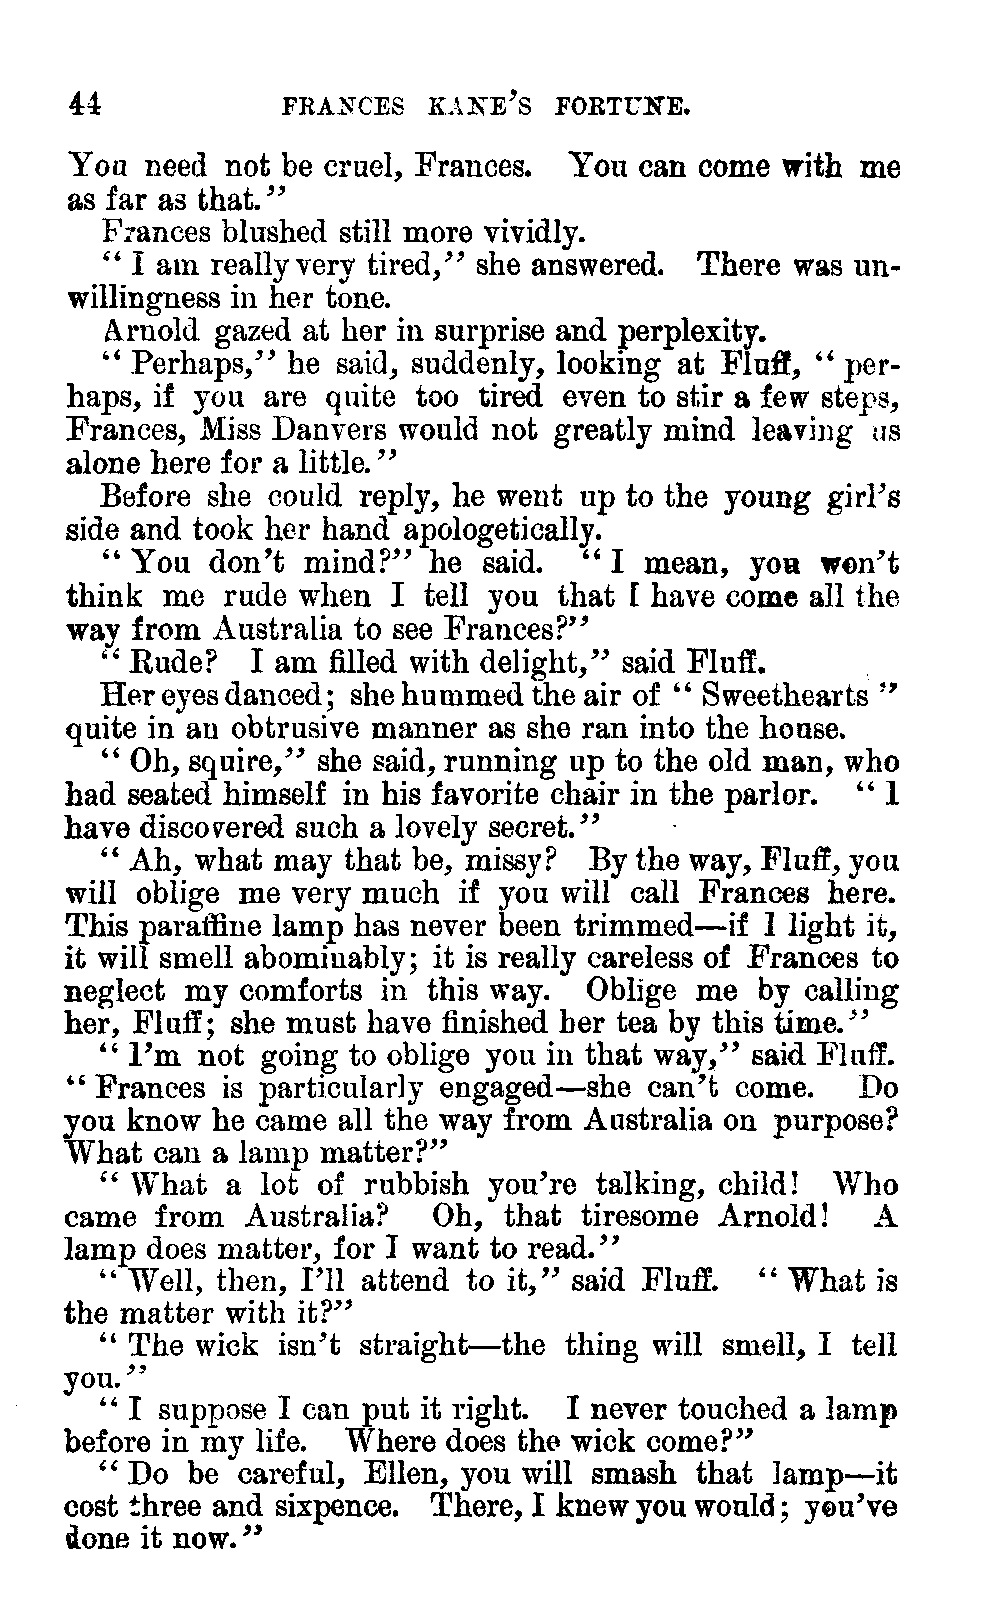 44 FRANCES KANE'S FORTUNE.
You need not be cruel, Frances. You can come with me
as far as that."
Frances blushed still more vividly.
"I am really very tired," she answered. There was un-
willingness in her tone.
Arnold gazed at her in surprise and perplexity.
"Perhaps," he said, suddenly, looking at Fluff, "per-
haps, if you are quite too tired even to stir a few steps,
Frances, Miss Danvers would not greatly mind leaving us
alone here for a little."
Before she could reply, he went up to the young girl's
side and took her hand apologetically.
"You don't mind?" he said. "I mean, you won't
think me rude when I tell you that I have come all the
way from Australia to see Frances?"
"Rude? I am filled with delight," said Fluff.
Her eyes danced; she hummed the air of "Sweethearts"
quite in an obtrusive manner as she ran into the house.
"Oh, squire," she said, running up to the old man, who
had seated himself in his favorite chair in the parlor. "I
have discovered such a lovely secret."
"Ah, what may that be, missy? By the way, Fluff, you
will oblige me very much if you will call Frances here.
This paraffine lamp has never been trimmed—if I light it,
it will smell abominably; it is really careless of Frances to
neglect my comforts in this way. Oblige me by calling
her, Fluff; she must have finished her tea by this time."
"I'm not going to oblige you in that way," said Fluff.
"Frances is particularly engaged—she can't come. Do
you know he came all the way from Australia on purpose?
What can a lamp matter?"
"What a lot of rubbish you're talking, child! Who
came from Australia? Oh, that tiresome Arnold! A
lamp does matter, for I want to read."
"Well, then, I'll attend to it," said Fluff. "What is
the matter with it?"
"The wick isn't straight—the thing will smell, I tell
you."
"I suppose I can put it right. I never touched a lamp
before in my life. Where does the wick come?"
"Do be careful, Ellen, you will smash that lamp—it
cost three and sixpence. There, I knew you would; you've
done it now."